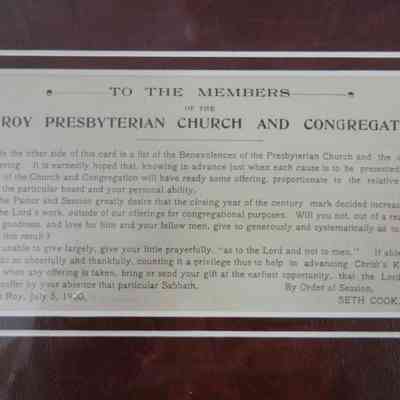 TO THE MEMBERS
OF THE
ROY PRESBYTERIAN CHURCH AND CONGREGAT
the other side of this card is a list of the Benevolences of the Presbyterian Church and the
ering. It is earnestly hoped that, knowing in advance just when each cause is to be presented
of the Church and Congregation will have ready some offering, proportionate to the relative
the particular board and your personal ability.
Pastor and Session greatly desire that the closing year of the century mark decided increase
the Lord's work, outside of our offerings for congregational purposes. Will you not, out of a
goodness, and love for him and your fellow men, give so generously and systematically as to
this result?
unable to give largely, give your little prayerfully, "as to the Lord and not to men." If able
so cheerfully and thankfully, counting it a privilege thus to help in advancing Christ's K
when any offering is taken, bring or send your gift at the earliest opportunity, that the Lord
suffer by your absence that particular Sabbath. By Order of Session,
Roy, July 5, 1900. SETH COOK,